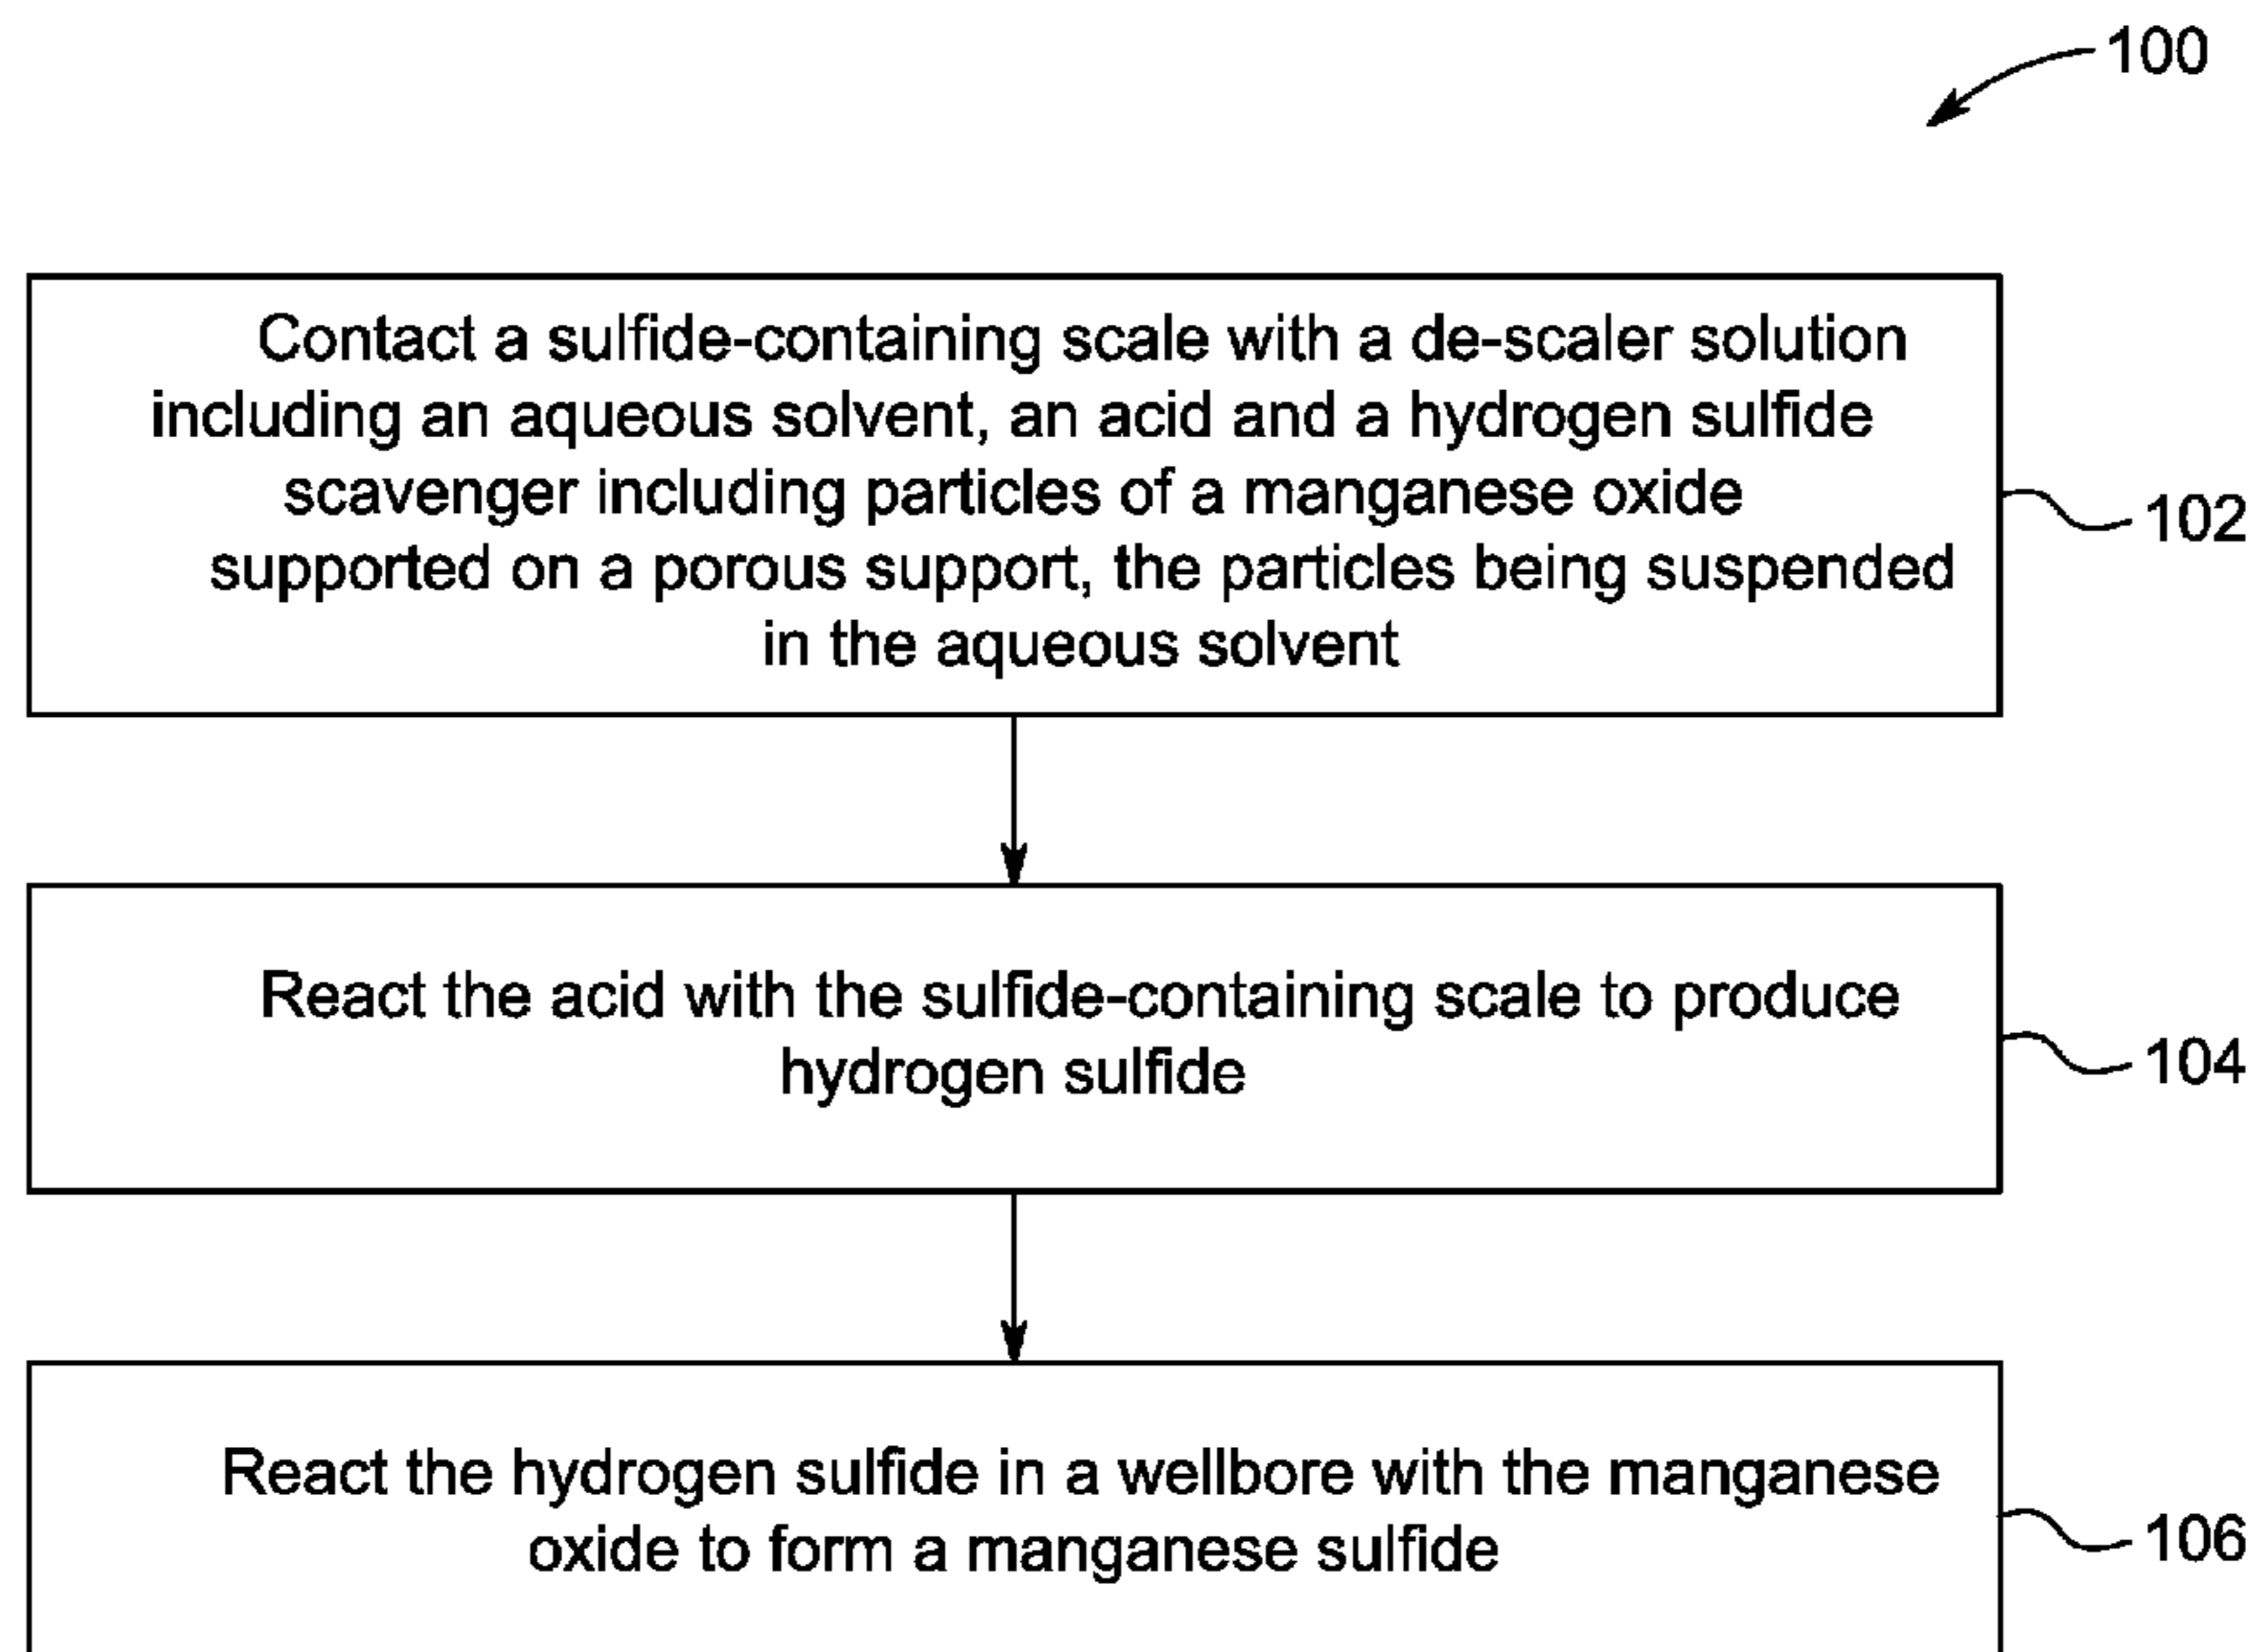 100
Contact a sulfide-containing scale with a de-scaler solution
including an aqueous solvent, an acid and a hydrogen sulfide
scavenger including particles of a manganese oxide
supported on a porous support, the particles being suspended
in the aqueous solvent
102
React the acid with the sulfide-containing scale to produce
hydrogen sulfide
104
React the hydrogen sulfide in a wellbore with the manganese
oxide to form a manganese sulfide
106